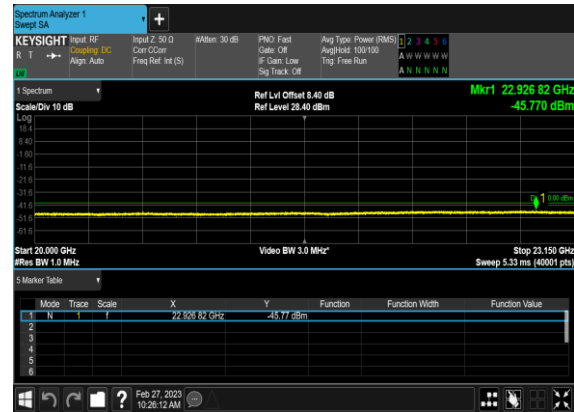 Spectrum Analyzer 1
Swept SA
+
KEYSIGHT Input: RF
R T Coupling: DC
Align: Auto
Input Z: 50 Ω
Corr CCorr
Freq Ref: Int (S)
#Atten: 30 dB
PNO: Fast
Gate: Off
IF Gain: Low
Sig Track: Off
Avg Type: Power (RMS)
Avg|Hold: 100/100
Trig: Free Run
1 2 3 4 5 6
A W W W W W
A N N N N N
1 Spectrum
Scale/Div 10 dB
Ref Lvl Offset 8.40 dB
Ref Level 28.40 dBm
Mkr1 22.926 82 GHz
-45.770 dBm
Log
18.4
8.40
-1.60
-11.6
-21.6
-31.6
-41.6
-51.6
-61.6
1
Start 20.000 GHz
#Res BW 1.0 MHz
Video BW 3.0 MHz*
Stop 23.150 GHz
Sweep 5.33 ms (40001 pts)
5 Marker Table
Mode Trace Scale X Y Function Function Width Function Value
1 N 1 f 22.926 82 GHz -45.77 dBm
2
3
4
5
6
? Feb 27, 2023
10:26:12 AM